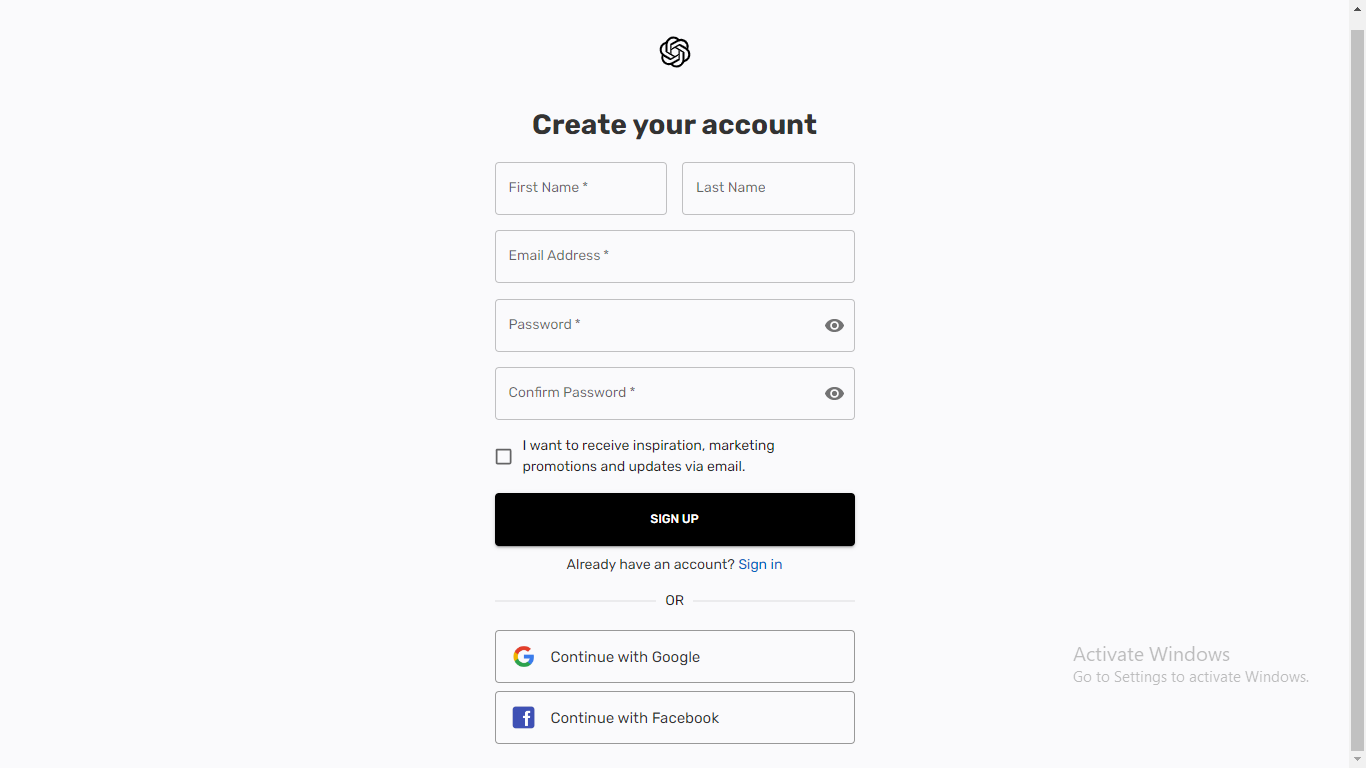 Create your account
First Name *
Last Name
Email Address *
Password *
Confirm Password *
I want to receive inspiration, marketing
promotions and updates via email.
SIGN UP
Already have an account? Sign in
OR
Continue with Google
Continue with Facebook
Activate Windows
Go to Settings to activate Windows.